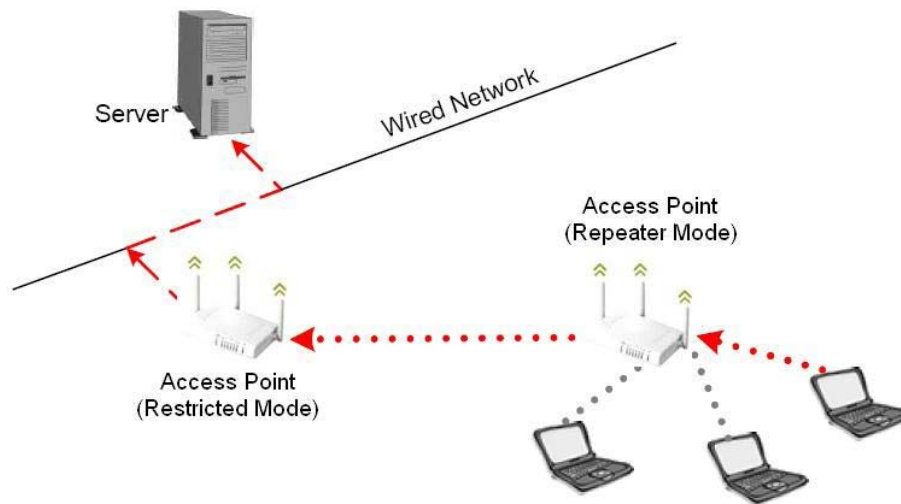 Server
Wired Network
Access Point
(Repeater Mode)
Access Point
(Restricted Mode)